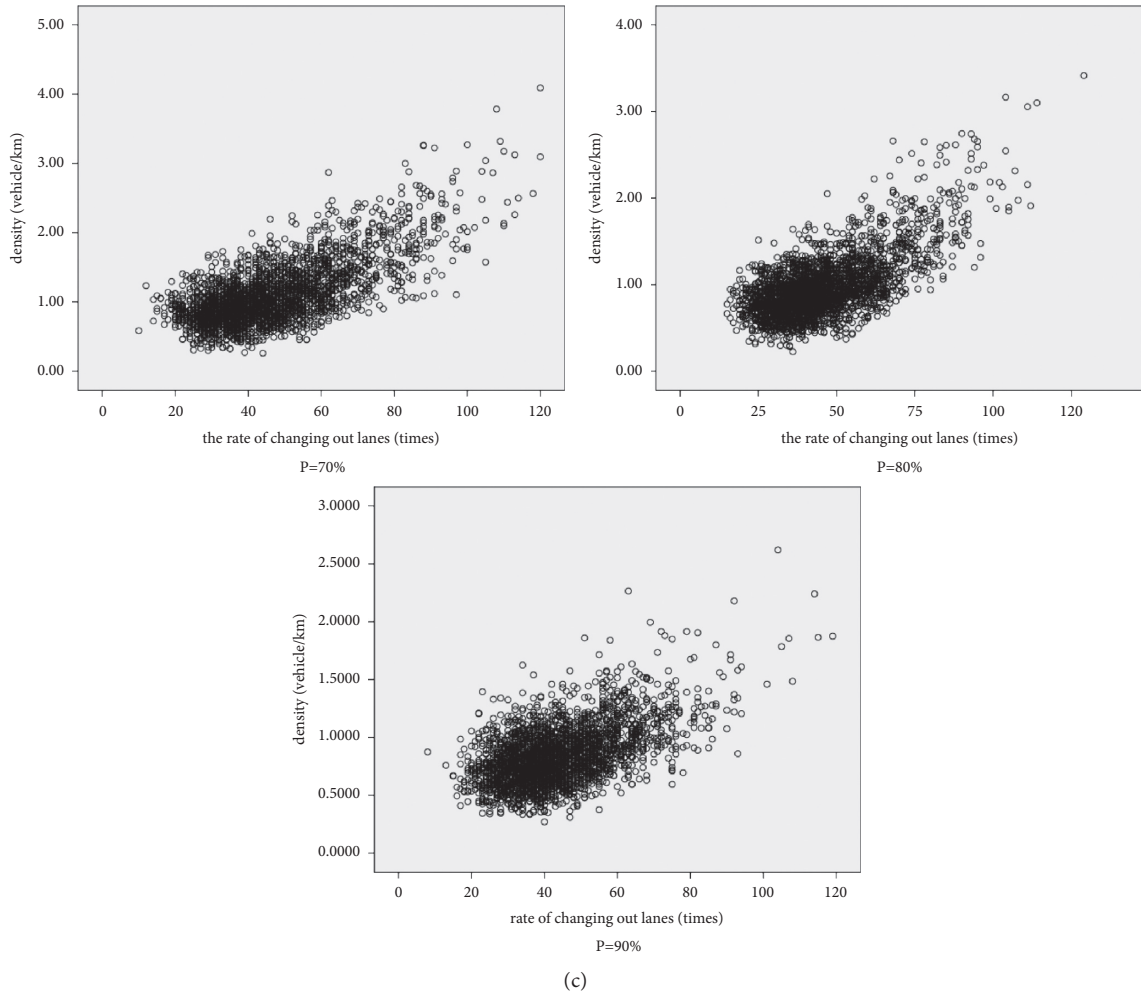 5.00
4.00
3.00
2.00
1.00
0.00
density (vehicle/km)
0 20 40 60 80 100 120
the rate of changing out lanes (times)
P=70%
4.00
3.00
2.00
1.00
0.00
density (vehicle/km)
0 25 50 75 100 120
the rate of changing out lanes (times)
P=80%
3.0000
2.5000
2.0000
1.5000
1.0000
0.5000
0.0000
density (vehicle/km)
0 20 40 60 80 100 120
rate of changing out lanes (times)
P=90%
(c)